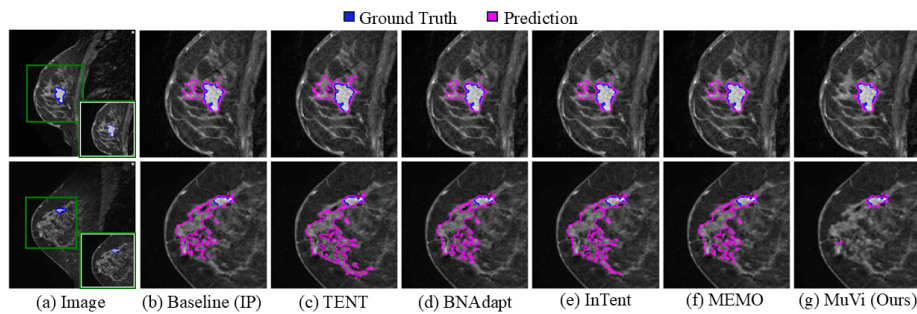 Ground Truth Prediction
(a) Image (b) Baseline (IP) (c) TENT (d) BNAdapt (e) InTent (f) MEMO (g) MuVi (Ours)